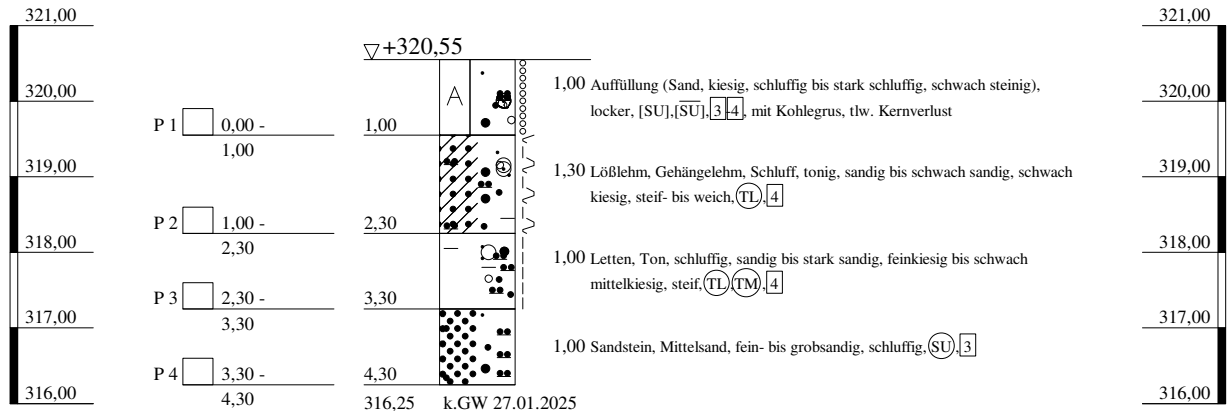 321,00
321,00
+320,55
320,00
320,00
A
1,00 Auffüllung (Sand, kiesig, schluffig bis stark schluffig, schwach steinig),
locker, [SU],[S̅U̅], 3-4, mit Kohlegrus, tlw. Kernverlust
P 1 0,00 -
1,00
1,00
319,00
319,00
1,30 Lößlehm, Gehängelehm, Schluff, tonig, sandig bis schwach sandig, schwach
kiesig, steif- bis weich, TL, 4
P 2 1,00 -
2,30
2,30
318,00
318,00
1,00 Letten, Ton, schluffig, sandig bis stark sandig, feinkiesig bis schwach
mittelkiesig, steif, TL, TM, 4
P 3 2,30 -
3,30
3,30
317,00
317,00
1,00 Sandstein, Mittelsand, fein- bis grobsandig, schluffig, SU, 3
P 4 3,30 -
4,30
4,30
316,00
316,00
316,25 k.GW 27.01.2025